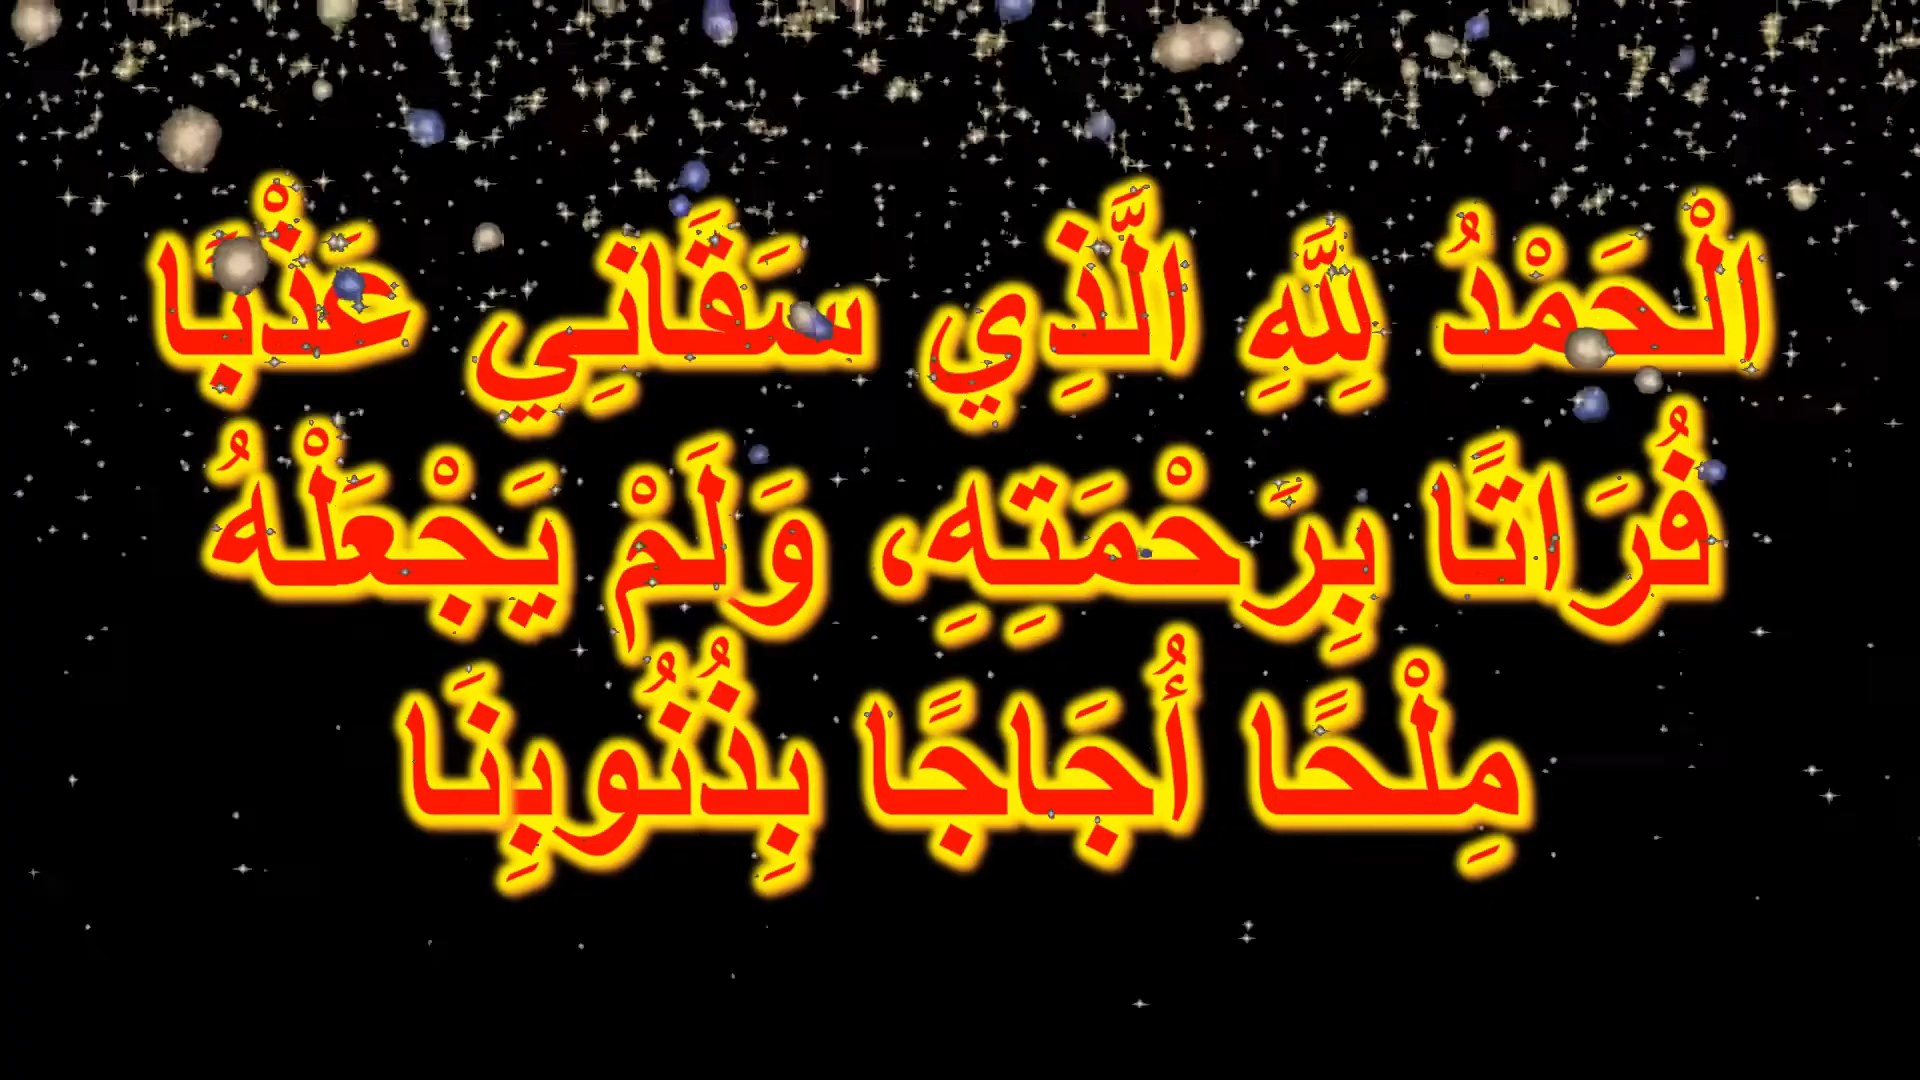 الْحَمْدُ لِلَّهِ الَّذِي سَقَانِي عَذْبًا
فُرَاتًا بِرَحْمَتِهِ، وَلَمْ يَجْعَلْهُ
مِلْحًا أُجَاجًا بِذُنُوبِنَا